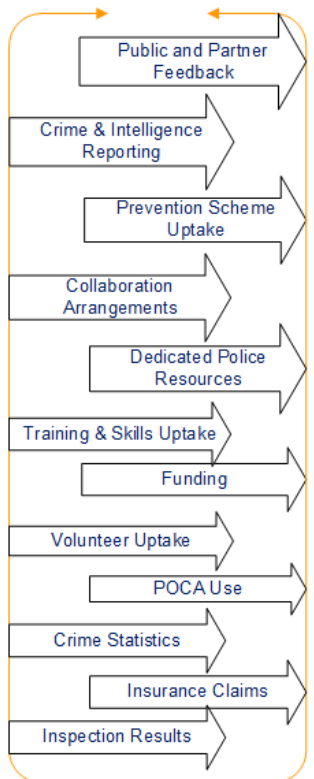 Public and Partner
Feedback
Crime & Intelligence
Reporting
Prevention Scheme
Uptake
Collaboration
Arrangements
Dedicated Police
Resources
Training & Skills Uptake
Funding
Volunteer Uptake
POCA Use
Crime Statistics
Insurance Claims
Inspection Results